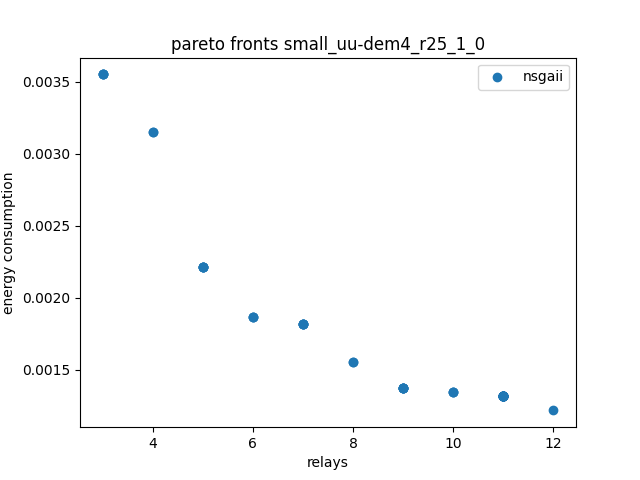 pareto fronts small_uu-dem4_r25_1_0
nsgaii
0.0035
0.0030
0.0025
0.0020
0.0015
energy consumption
4
6
8
10
12
relays